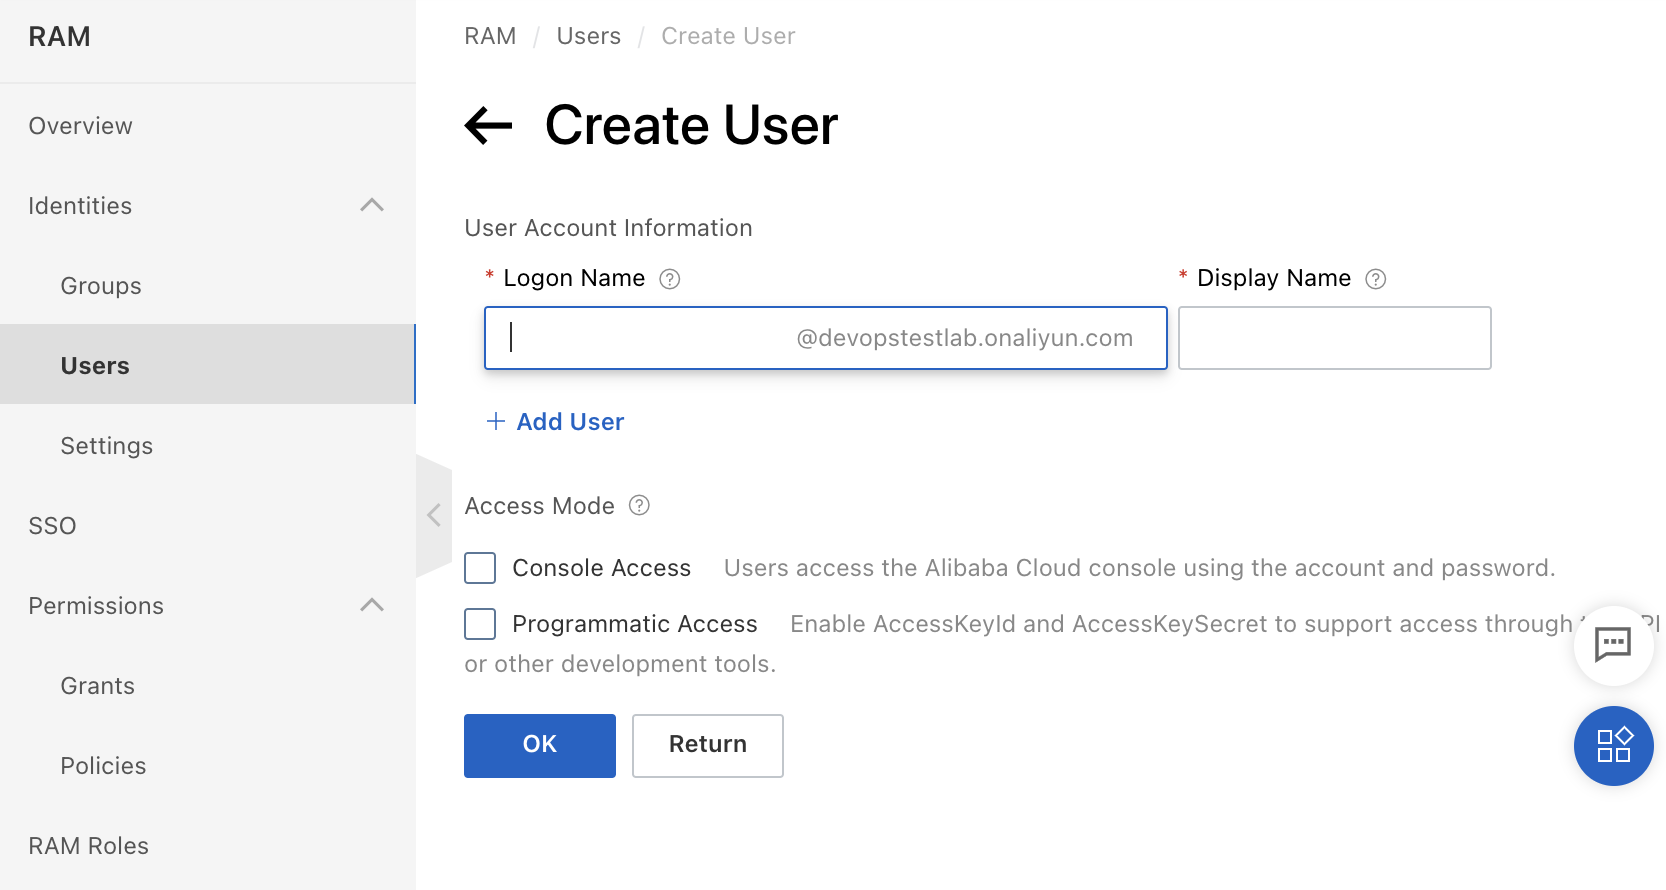 RAM
Overview
Identities
Groups
Users
Settings
SSO
Permissions
Grants
Policies
RAM Roles
RAM / Users / Create User
Create User
User Account Information
* Logon Name ?
* Display Name ?
@devopstestlab.onaliyun.com
+ Add User
Access Mode ?
Console Access Users access the Alibaba Cloud console using the account and password.
Programmatic Access Enable AccessKeyId and AccessKeySecret to support access through
or other development tools.
OK
Return